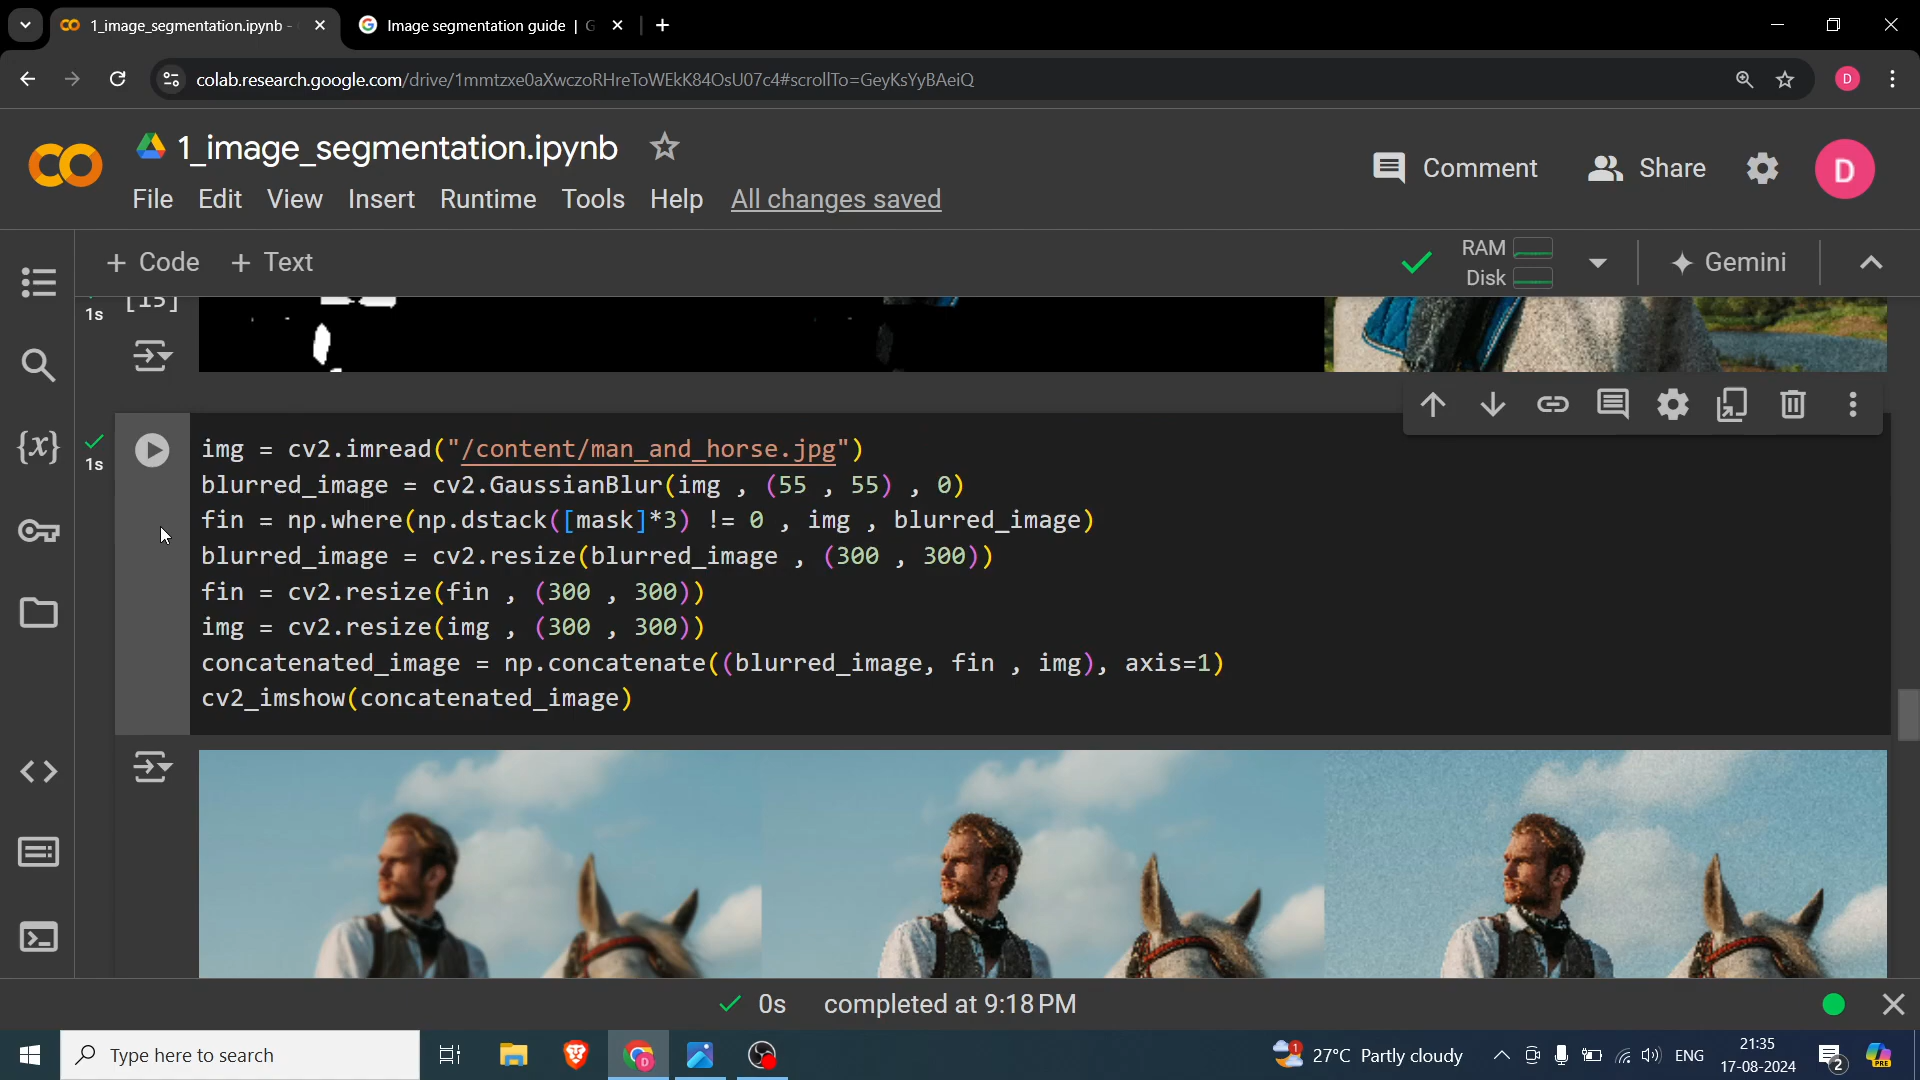 1_image_segmentation.ipynb -
Image segmentation guide | G
colab.research.google.com/drive/1mmtzxe0aXwczoRHreToWEkK84OsU07c4#scrollTo=GeyKsYyBAeiQ
D
1_image_segmentation.ipynb
File Edit View Insert Runtime Tools Help All changes saved
Comment
Share
D
+ Code + Text
RAM
Disk
Gemini
1s
[15]
{x}
1s
img = cv2.imread("/content/man_and_horse.jpg")
blurred_image = cv2.GaussianBlur(img , (55 , 55) , 0)
fin = np.where(np.dstack([mask]*3) != 0 , img , blurred_image)
blurred_image = cv2.resize(blurred_image , (300 , 300))
fin = cv2.resize(fin , (300 , 300))
img = cv2.resize(img , (300 , 300))
concatenated_image = np.concatenate((blurred_image, fin , img), axis=1)
cv2_imshow(concatenated_image)
0s completed at 9:18 PM
Type here to search
D
1
27°C Partly cloudy
ENG
21:35
17-08-2024
2
PRE